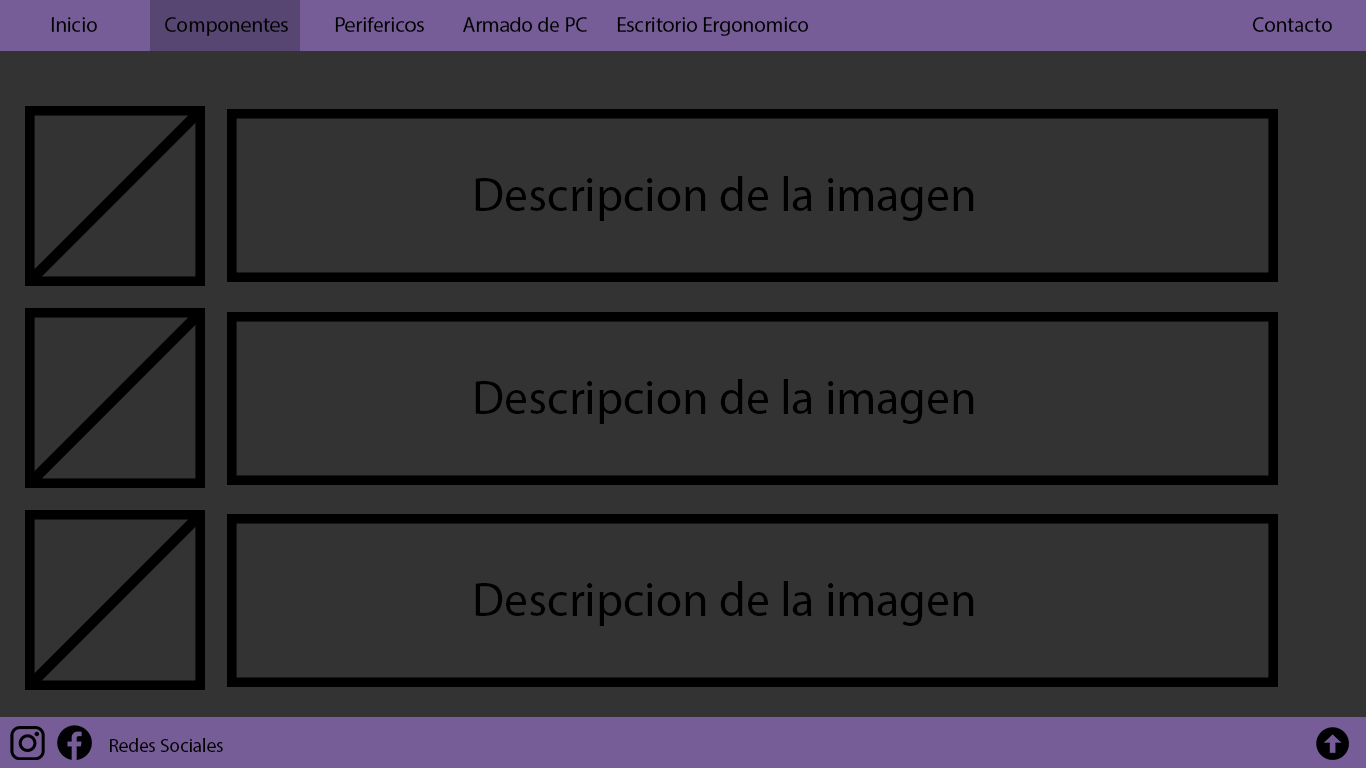 Inicio Componentes Perifericos Armado de PC Escritorio Ergonomico Contacto
Descripcion de la imagen
Descripcion de la imagen
Descripcion de la imagen
Redes Sociales